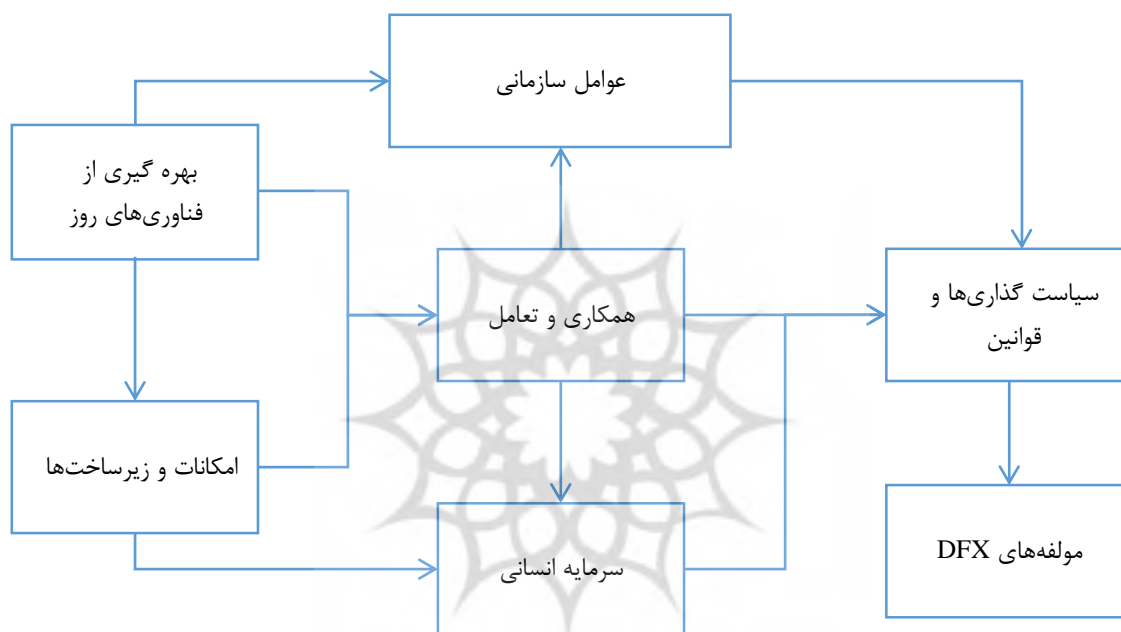 عوامل سازمانی
بهره گیری از
فناوری‌های روز
همکاری و تعامل
سیاست گذاری‌ها و
قوانین
امکانات و زیرساخت‌ها
سرمایه انسانی
مولفه‌های DFX